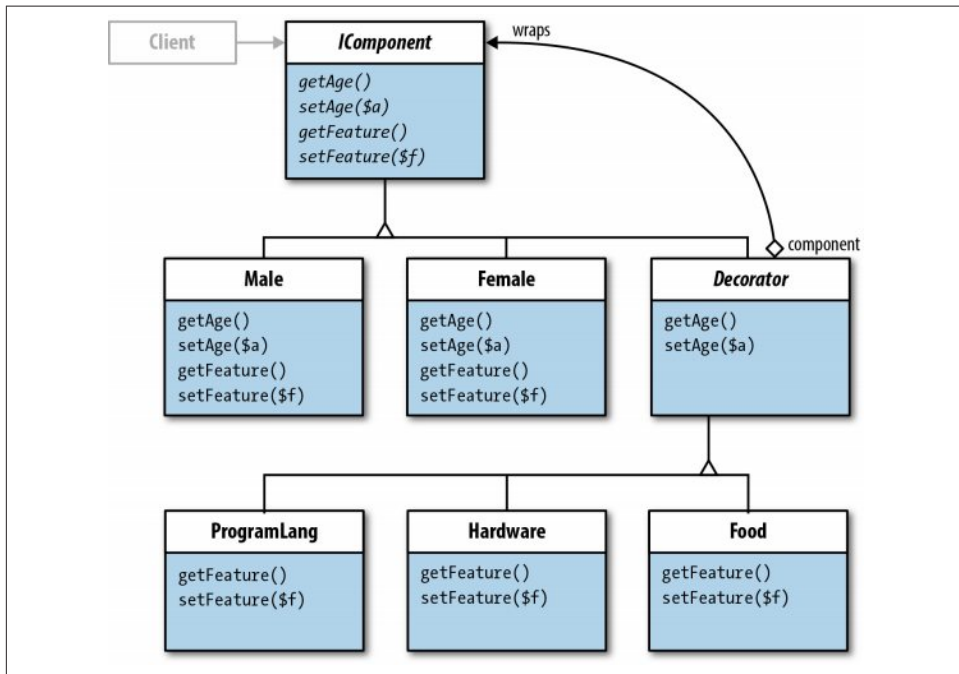 Client
IComponent
wraps
getAge()
setAge($a)
getFeature()
setFeature($f)
component
Male
getAge()
setAge($a)
getFeature()
setFeature($f)
Female
getAge()
setAge($a)
getFeature()
setFeature($f)
Decorator
getAge()
setAge($a)
ProgramLang
getFeature()
setFeature($f)
Hardware
getFeature()
setFeature($f)
Food
getFeature()
setFeature($f)